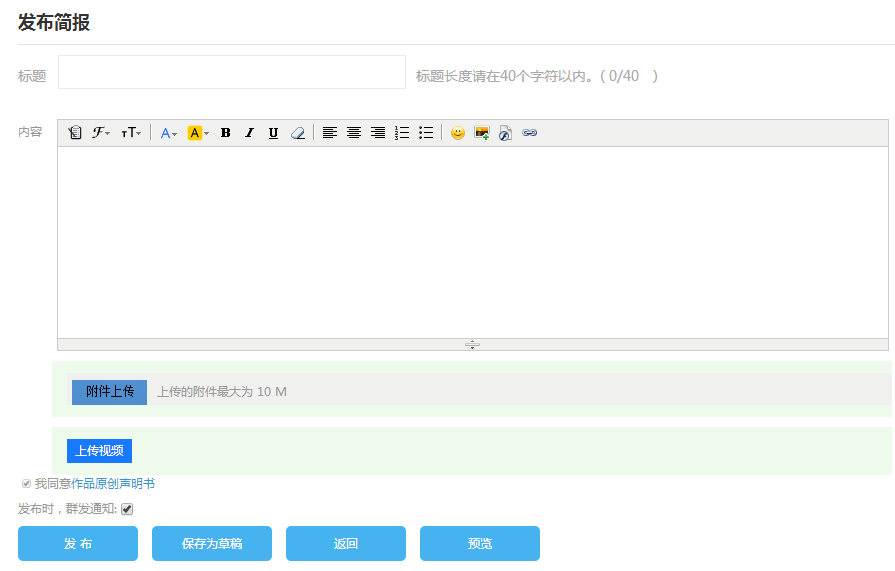 发布简报
标题 标题长度请在40个字符以内。( 0/40 )
内容
附件上传 上传的附件最大为 10 M
上传视频
我同意作品原创声明书
发布时，群发通知:
发 布 保存为草稿 返回 预览